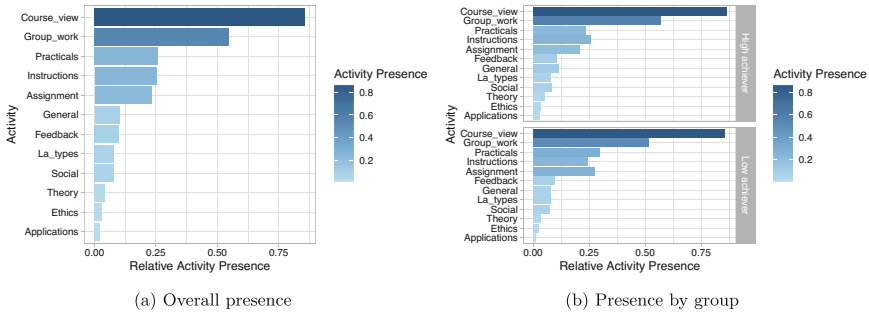 Activity
Course_view
Group_work
Practicals
Instructions
Assignment
General
Feedback
La_types
Social
Theory
Ethics
Applications
0.00 0.25 0.50 0.75
Relative Activity Presence
Activity Presence
0.8
0.6
0.4
0.2
(a) Overall presence
Activity
Course_view
Group_work
Practicals
Instructions
Assignment
Feedback
General
La_types
Social
Theory
Ethics
Applications
High achiever
Course_view
Group_work
Practicals
Instructions
Assignment
Feedback
General
La_types
Social
Theory
Ethics
Applications
Low achiever
0.00 0.25 0.50 0.75
Relative Activity Presence
Activity Presence
0.8
0.6
0.4
0.2
(b) Presence by group